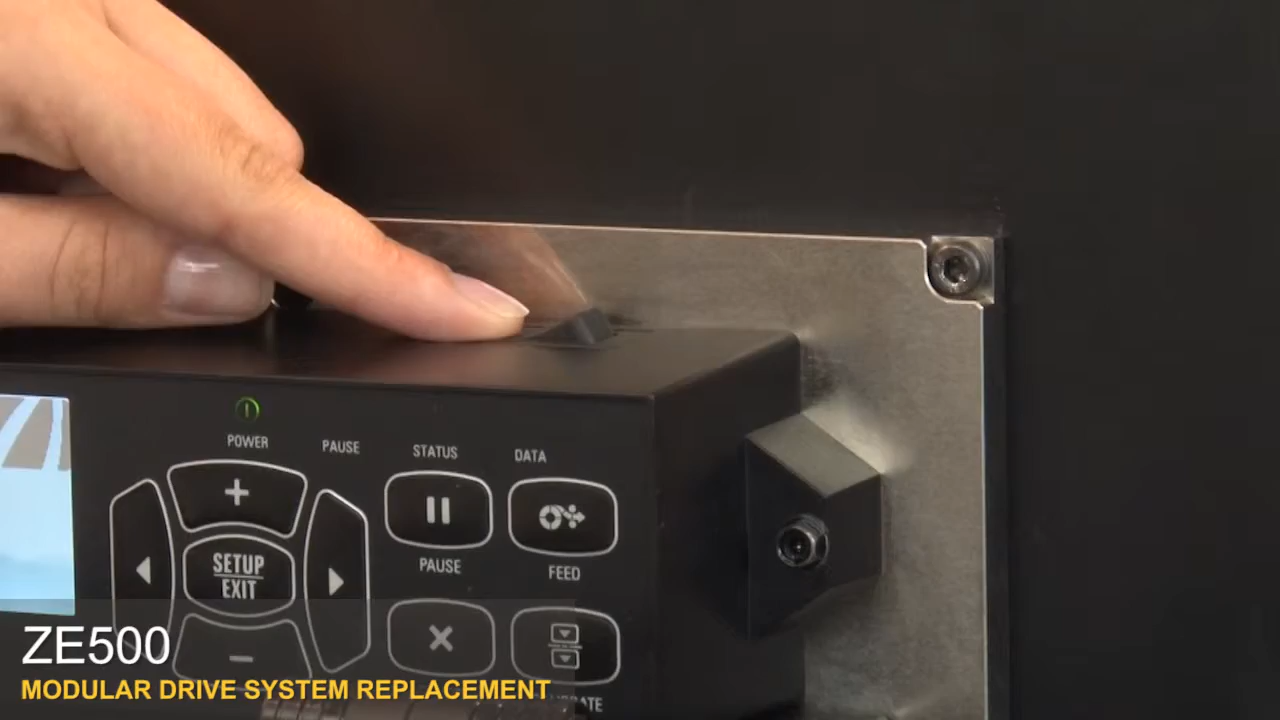 POWER
PAUSE
STATUS
DATA
SETUP
EXIT
PAUSE
FEED
ZE500
MODULAR DRIVE SYSTEM REPLACEMENT